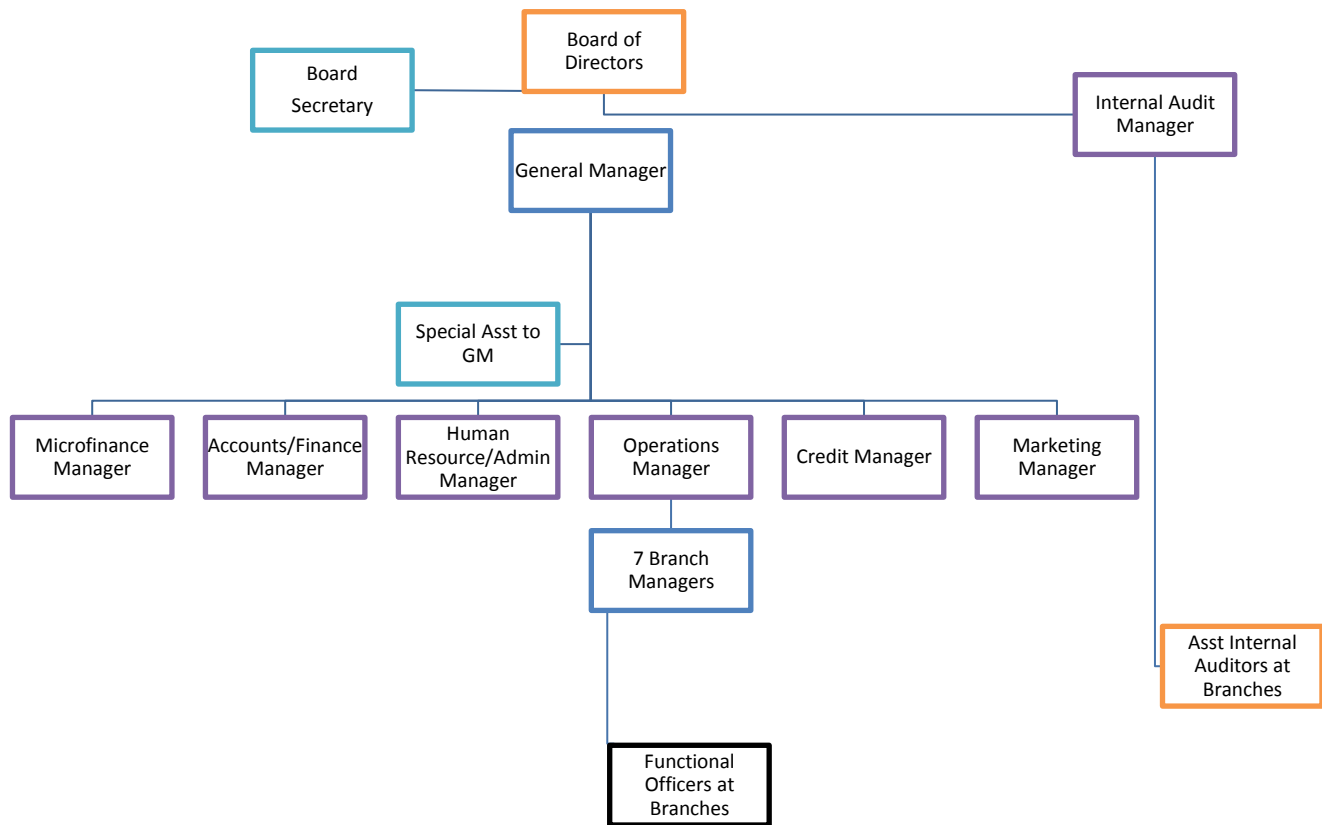 Board of
Directors
Board
Secretary
Internal Audit
Manager
General Manager
Special Asst to
GM
Microfinance
Manager
Accounts/Finance
Manager
Human
Resource/Admin
Manager
Operations
Manager
Credit Manager
Marketing
Manager
7 Branch
Managers
Asst Internal
Auditors at
Branches
Functional
Officers at
Branches